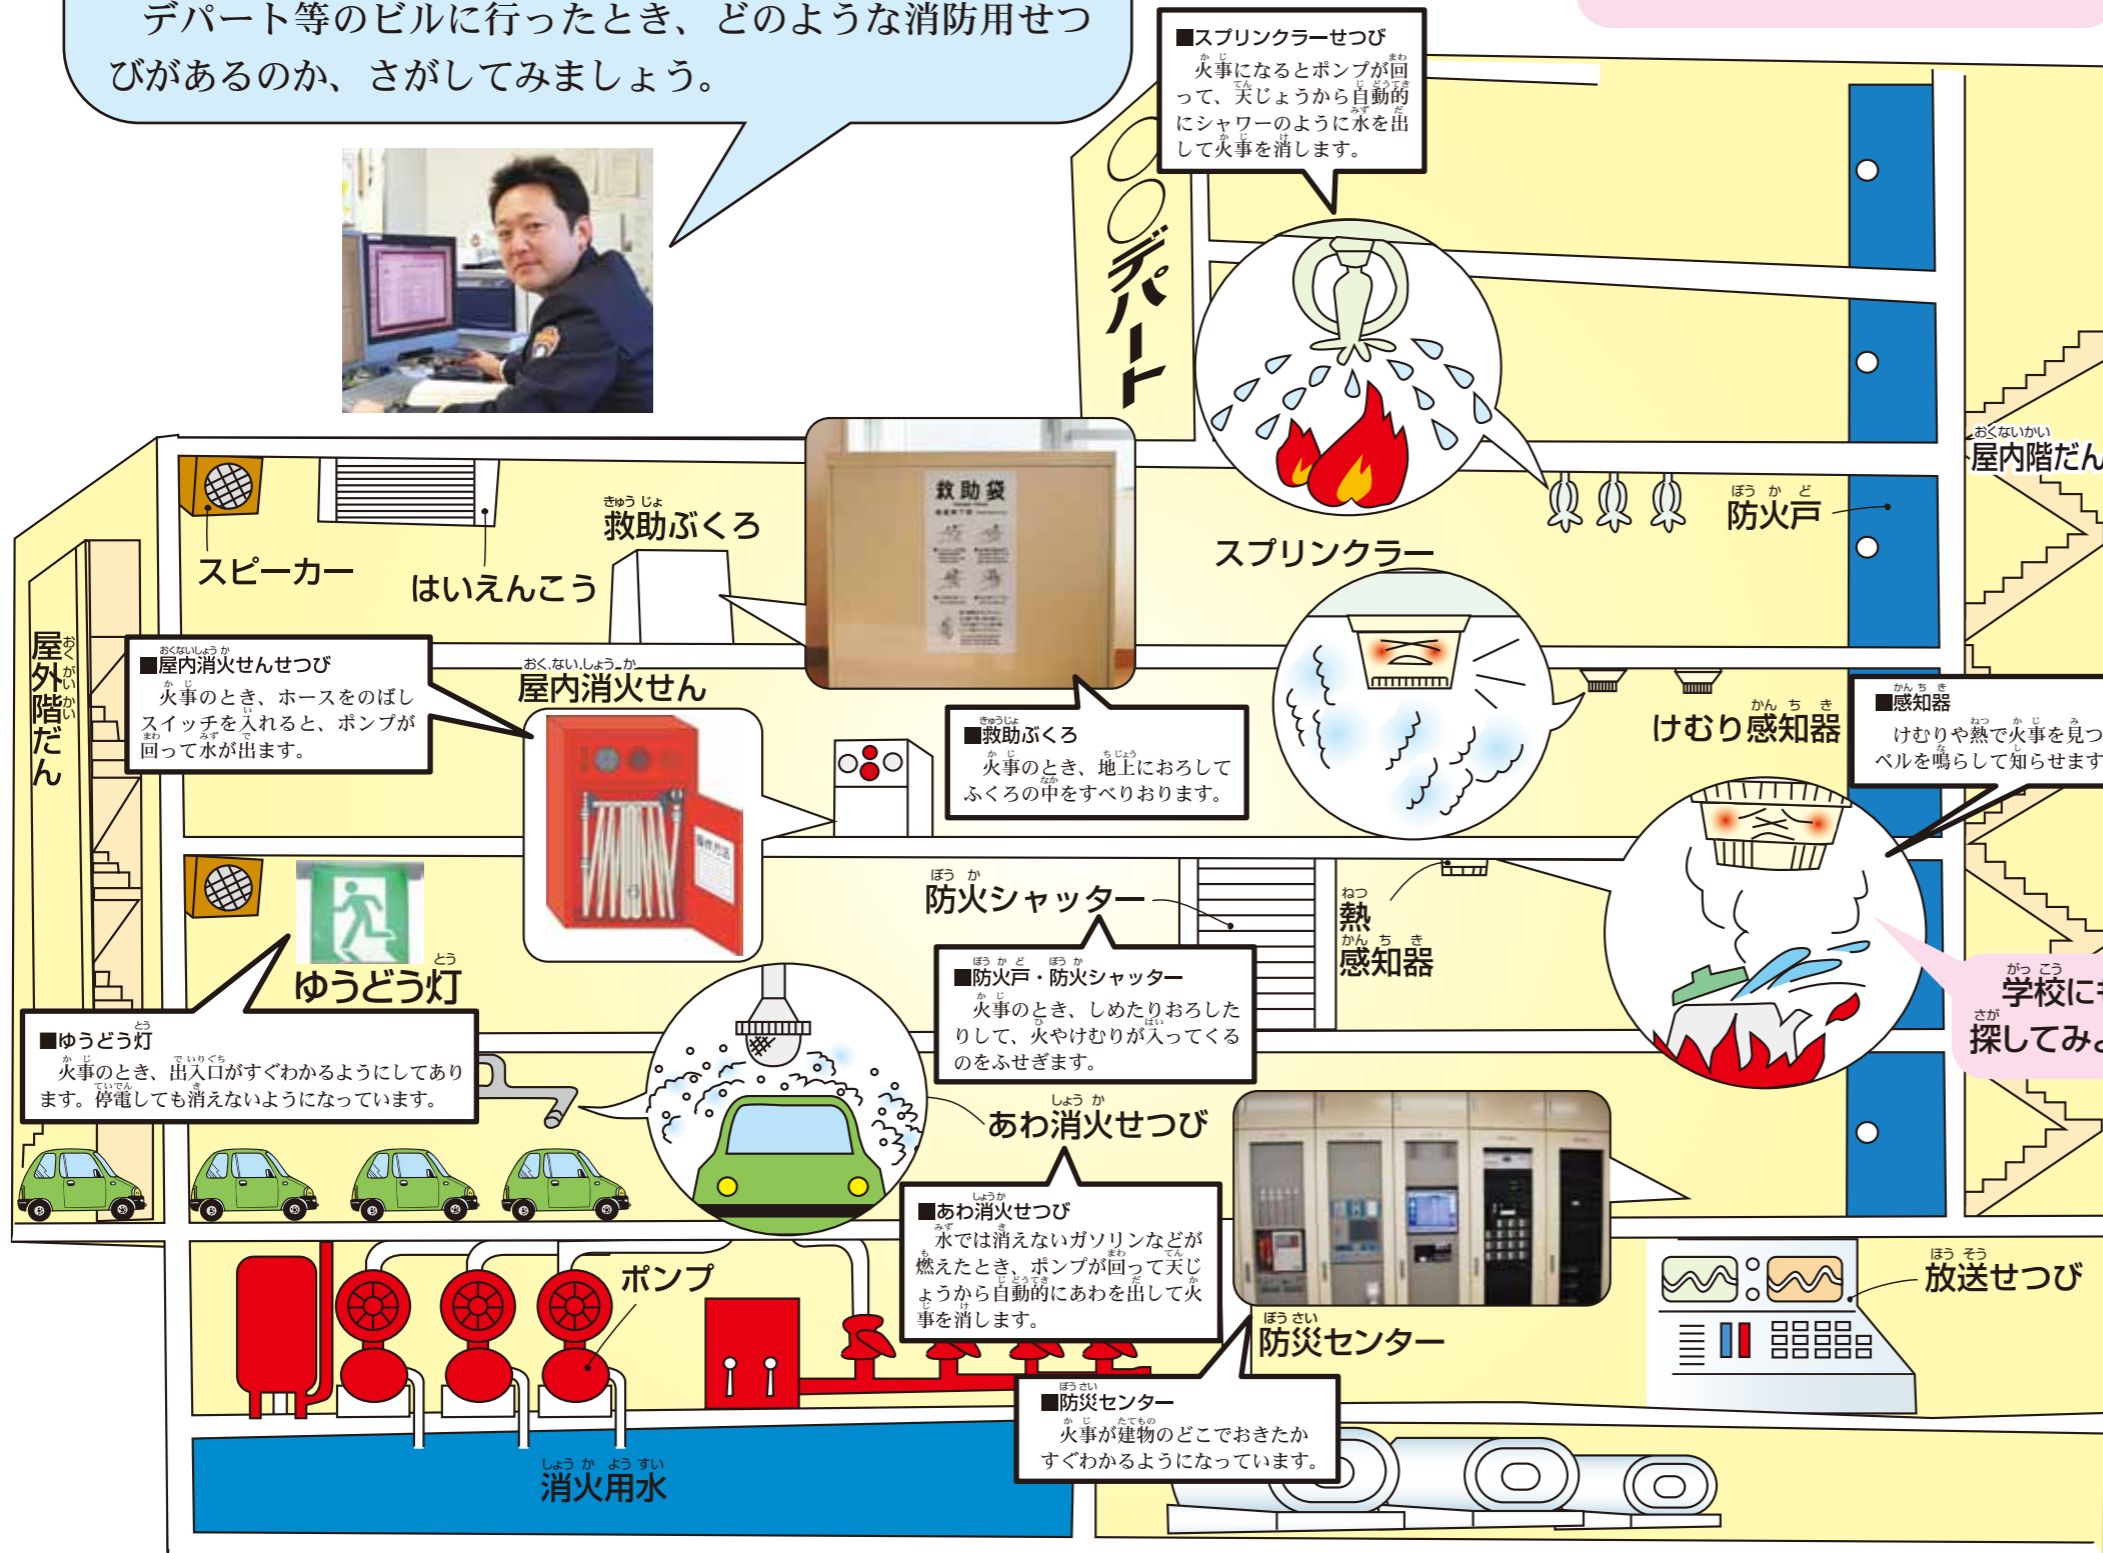 デパート等のビルに行ったとき、どのような消防用せつ
びがあるのか、さがしてみましょう。
■スプリンクラーせつび
火事になるとポンプが回
って、天じょうから自動的
にシャワーのように水を出
して火事を消します。
〇〇デパート
スピーカー
はいえんこう
救助ぶくろ
救助袋
スプリンクラー
防火戸
屋内階だん
屋外階だん
■屋内消火せんせつび
火事のとき、ホースをのばし
スイッチを入れると、ポンプが
回って水が出ます。
屋内消火せん
■救助ぶくろ
火事のとき、地上におろして
ふくろの中をすべりおります。
けむり感知器
■感知器
けむりや熱で火事を見つ
ベルを鳴らして知らせます
ゆうどう灯
防火シャッター
熱
感知器
■防火戸・防火シャッター
火事のとき、しめたりおろした
りして、火やけむりが入ってくる
のをふせぎます。
学校に
探してみ
■ゆうどう灯
火事のとき、出入口がすぐわかるようにしてあり
ます。停電しても消えないようになっています。
あわ消火せつび
■あわ消火せつび
水では消えないガソリンなどが
燃えたとき、ポンプが回って天じ
ょうから自動的にあわを出して火
事を消します。
ポンプ
防災センター
放送せつび
■防災センター
火事が建物のどこでおきたか
すぐわかるようになっています。
消火用水